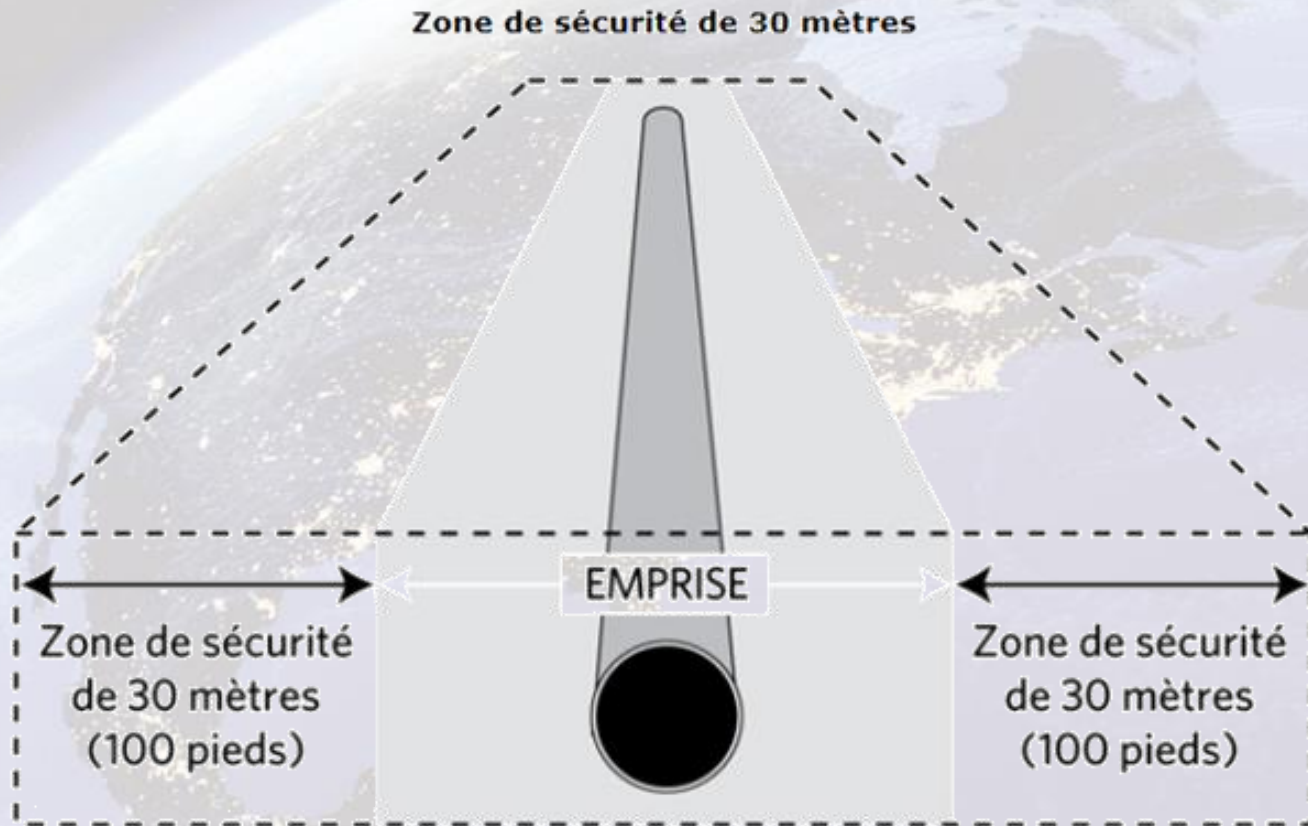 Zone de sécurité de 30 mètres
EMPRISE
Zone de sécurité
de 30 mètres
(100 pieds)
Zone de sécurité
de 30 mètres
(100 pieds)